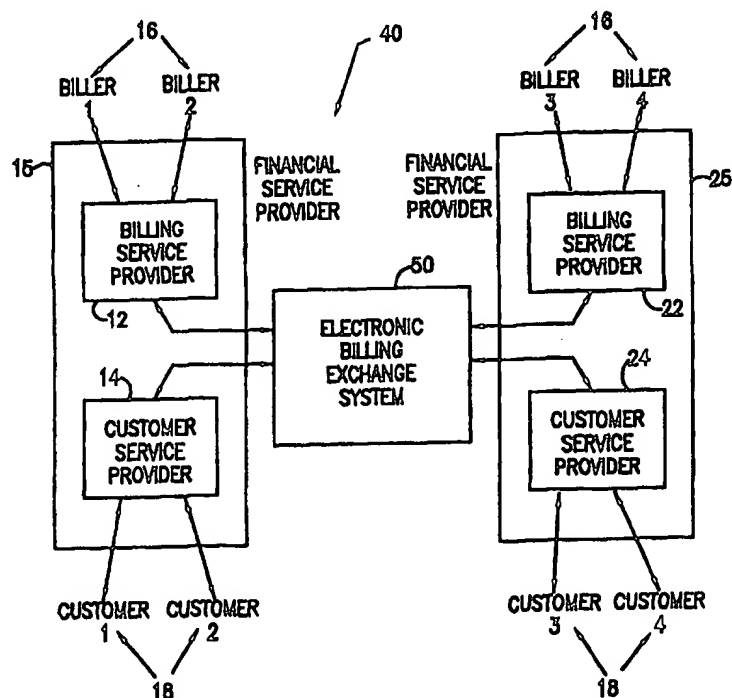 16
40
16
BILLER
1
BILLER
2
BILLER
3
BILLER
4
15
FINANCIAL
SERVICE
PROVIDER
FINANCIAL
SERVICE
PROVIDER
25
BILLING
SERVICE
PROVIDER
12
50
ELECTRONIC
BILLING
EXCHANGE
SYSTEM
BILLING
SERVICE
PROVIDER
22
14
CUSTOMER
SERVICE
PROVIDER
24
CUSTOMER
SERVICE
PROVIDER
CUSTOMER
1
CUSTOMER
2
CUSTOMER
3
CUSTOMER
4
18
18